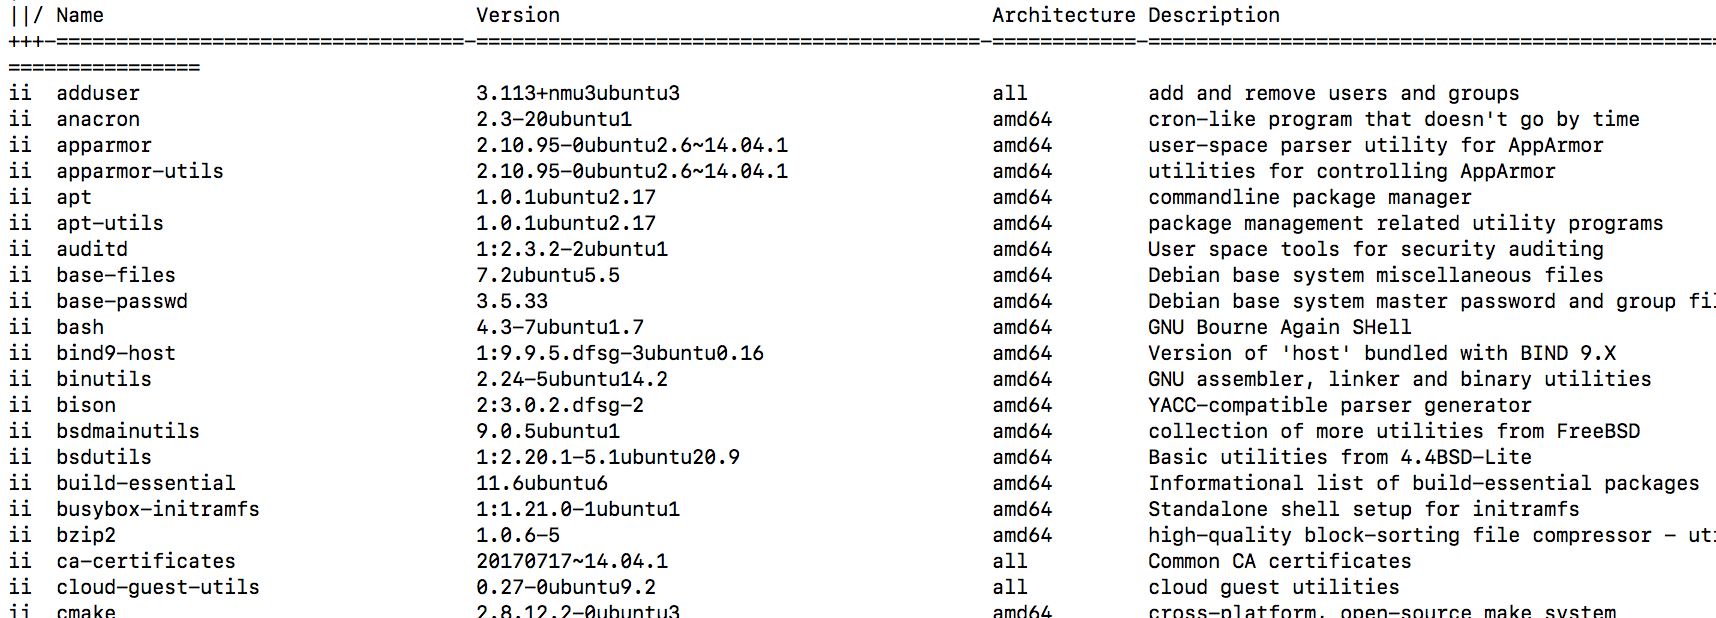 ||/ Name                                  Version                                    Architecture Description
+++-==================================-==========================================-============-===============================================
================
ii  adduser                            3.113+nmu3ubuntu3                          all          add and remove users and groups
ii  anacron                            2.3-20ubuntu1                              amd64        cron-like program that doesn't go by time
ii  apparmor                           2.10.95-0ubuntu2.6~14.04.1                 amd64        user-space parser utility for AppArmor
ii  apparmor-utils                     2.10.95-0ubuntu2.6~14.04.1                 amd64        utilities for controlling AppArmor
ii  apt                                1.0.1ubuntu2.17                            amd64        commandline package manager
ii  apt-utils                          1.0.1ubuntu2.17                            amd64        package management related utility programs
ii  auditd                             1:2.3.2-2ubuntu1                           amd64        User space tools for security auditing
ii  base-files                         7.2ubuntu5.5                               amd64        Debian base system miscellaneous files
ii  base-passwd                        3.5.33                                     amd64        Debian base system master password and group fil
ii  bash                               4.3-7ubuntu1.7                             amd64        GNU Bourne Again SHell
ii  bind9-host                         1:9.9.5.dfsg-3ubuntu0.16                   amd64        Version of 'host' bundled with BIND 9.X
ii  binutils                           2.24-5ubuntu14.2                           amd64        GNU assembler, linker and binary utilities
ii  bison                              2:3.0.2.dfsg-2                             amd64        YACC-compatible parser generator
ii  bsdmainutils                       9.0.5ubuntu1                               amd64        collection of more utilities from FreeBSD
ii  bsdutils                           1:2.20.1-5.1ubuntu20.9                     amd64        Basic utilities from 4.4BSD-Lite
ii  build-essential                    11.6ubuntu6                                amd64        Informational list of build-essential packages
ii  busybox-initramfs                  1:1.21.0-1ubuntu1                          amd64        Standalone shell setup for initramfs
ii  bzip2                              1.0.6-5                                    amd64        high-quality block-sorting file compressor - uti
ii  ca-certificates                    20170717~14.04.1                           all          Common CA certificates
ii  cloud-guest-utils                  0.27-0ubuntu9.2                            all          cloud guest utilities
ii  cmake                              2.8.12.2-0ubuntu3                          amd64        cross-platform, open-source make system